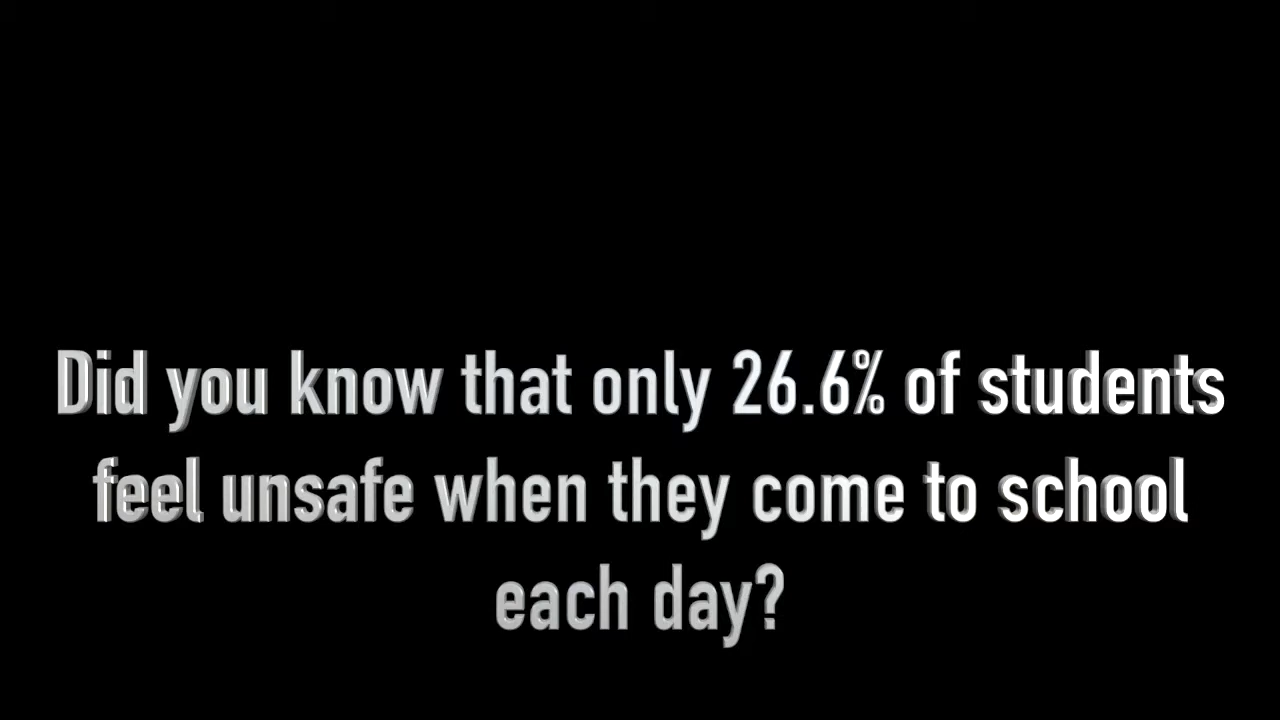 Did you know that only 26.6% of students
feel unsafe when they come to school
each day?